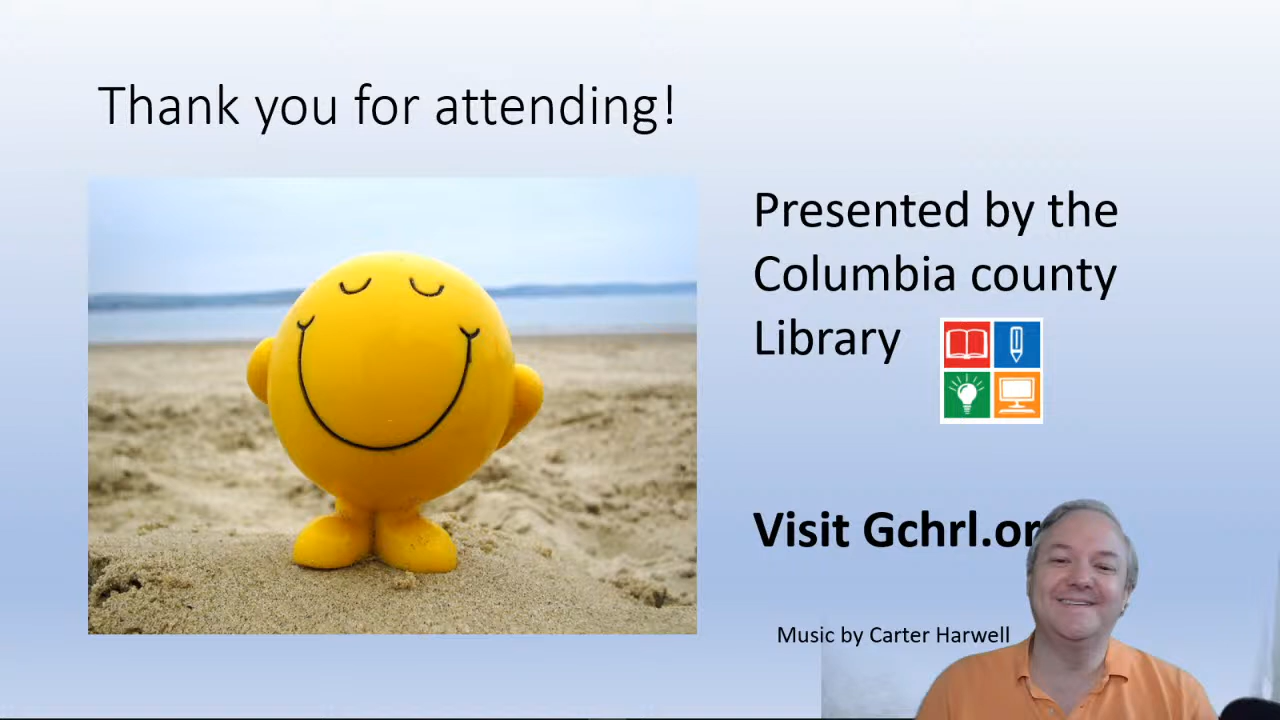 Thank you for attending!
Presented by the
Columbia county
Library
Visit Gchrl.or
Music by Carter Harwell